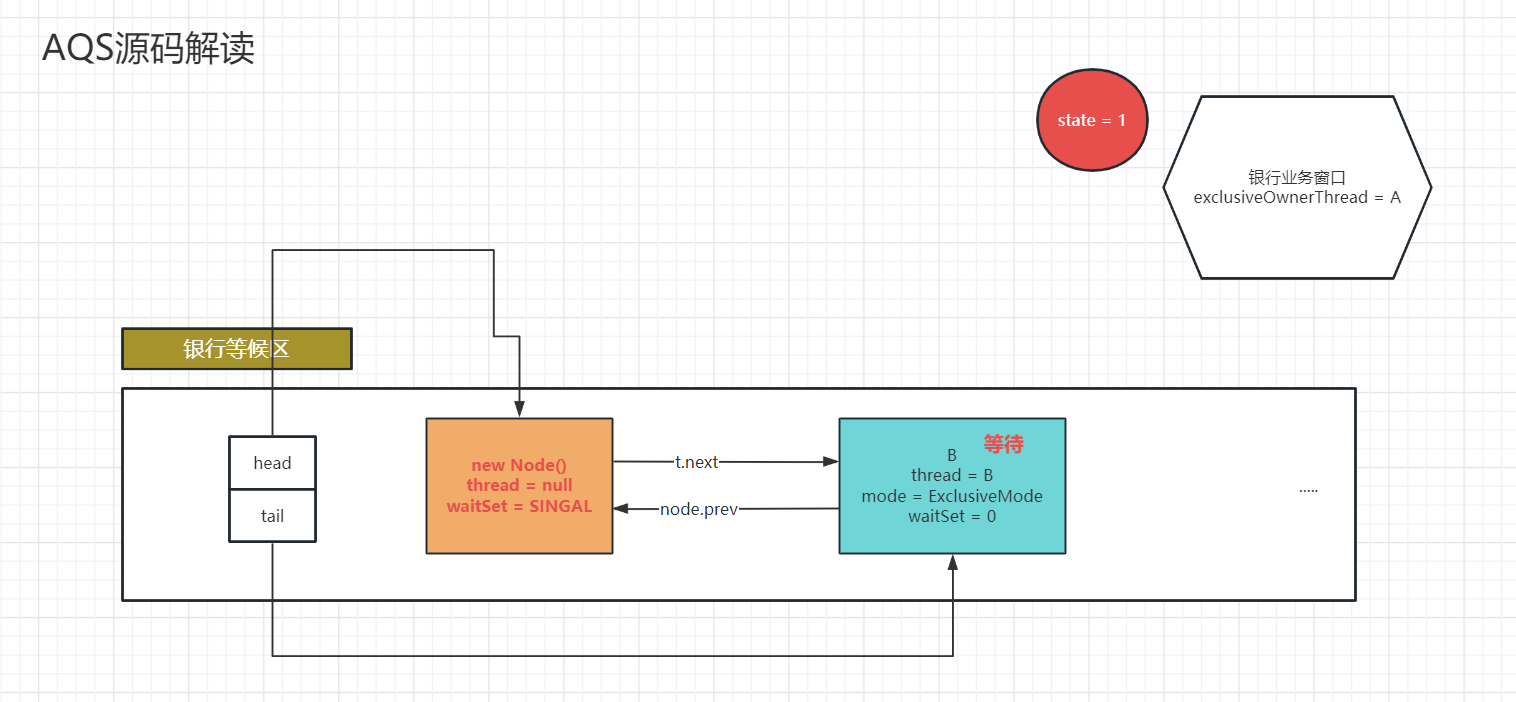 AQS源码解读
state = 1
银行业务窗口
exclusiveOwnerThread = A
银行等候区
head
tail
new Node()
thread = null
waitSet = SINGAL
t.next
node.prev
等待
B
thread = B
mode = ExclusiveMode
waitSet = 0
.....